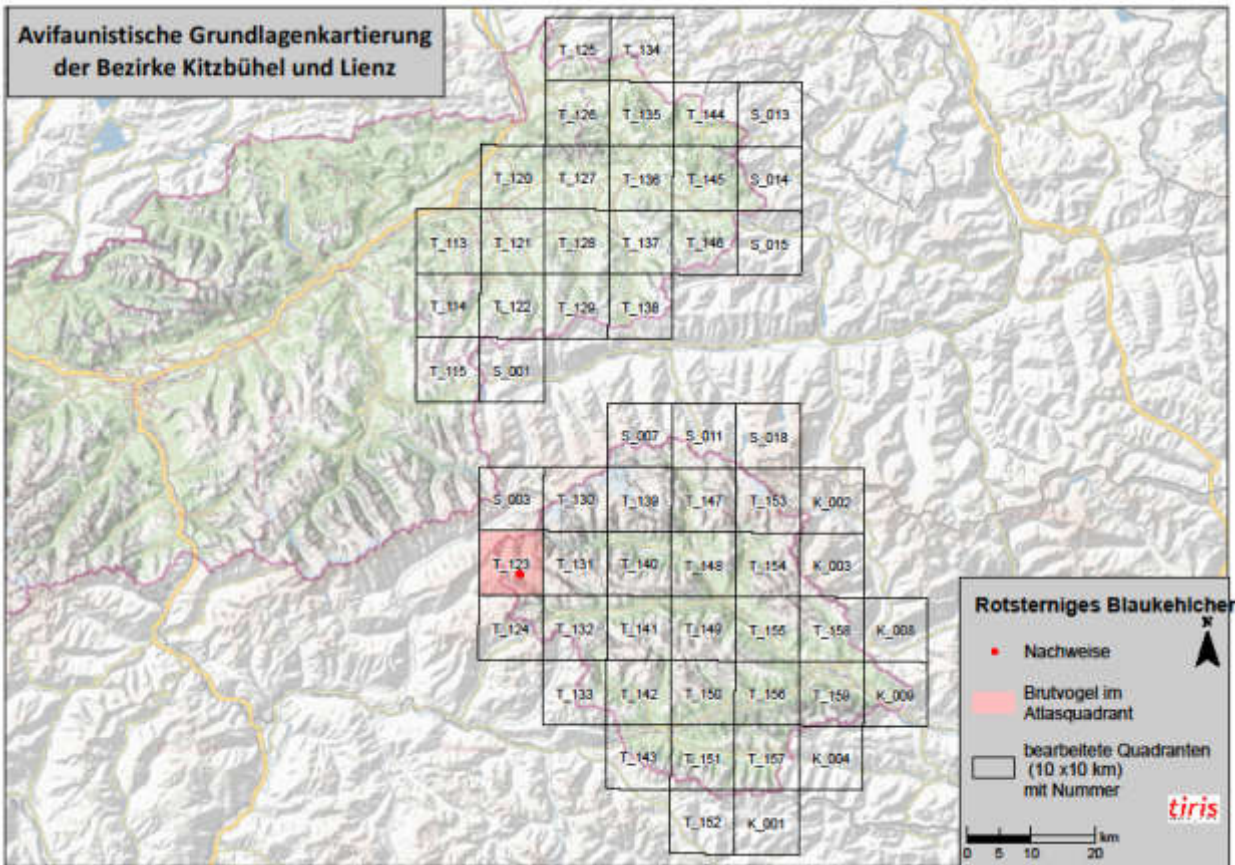 Avifaunistische Grundlagenkartierung
der Bezirke Kitzbühel und Lienz
T_125 T_134
T_126 T_135 T_144 S_013
T_120 T_127 T_136 T_145 S_014
T_113 T_121 T_128 T_137 T_146 S_015
T_114 T_122 T_129 T_138
T_115 S_001
S_007 S_011 S_018
S_003 T_130 T_139 T_147 T_153 K_002
T_123 T_131 T_140 T_148 T_154 K_003
T_124 T_132 T_141 T_149 T_155 T_158 K_008
T_133 T_142 T_150 T_156 T_159 K_009
T_143 T_151 T_157 K_004
T_152 K_001
Rotsterniges Blaukehlchen
N
Nachweise
Brutvogel im
Atlasquadrant
bearbeitete Quadranten
(10 x10 km)
mit Nummer
tiris
km
0 5 10 20